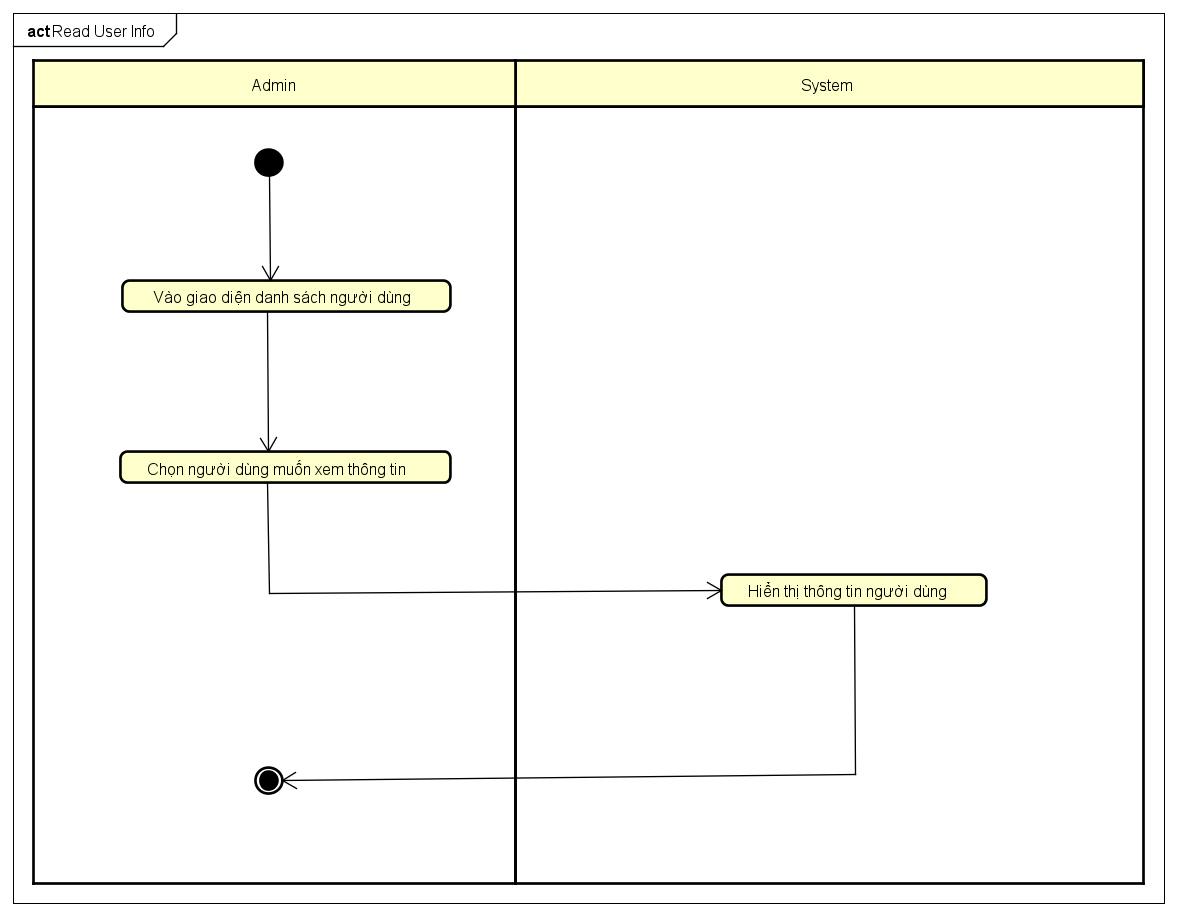 act Read User Info
Admin
System
Vào giao diện danh sách người dùng
Chọn người dùng muốn xem thông tin
Hiển thị thông tin người dùng